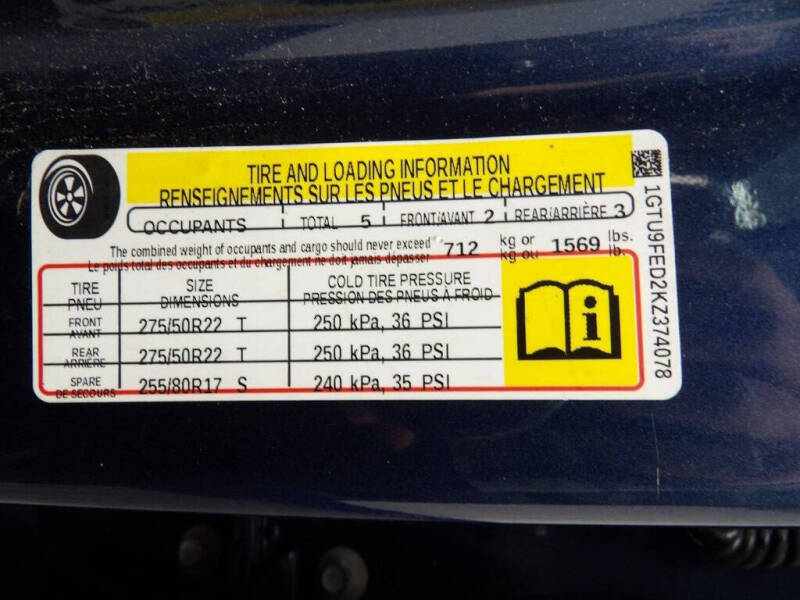 TIRE AND LOADING INFORMATION
RENSEIGNEMENTS SUR LES PNEUS ET LE CHARGEMENT
OCCUPANTS TOTAL 5 FRONT/AVANT 2 REAR/ARRIÈRE 3
The combined weight of occupants and cargo should never exceed 712 kg or 1569 lbs.
Le poids total des occupants et du chargement ne doit jamais dépasser kg ou lb.
TIRE SIZE COLD TIRE PRESSURE
PNEU DIMENSIONS PRESSION DES PNEUS À FROID
FRONT
AVANT 275/50R22 T 250 kPa, 36 PSI
REAR
ARRIÈRE 275/50R22 T 250 kPa, 36 PSI
SPARE
DE SECOURS 255/80R17 S 240 kPa, 35 PSI
1GTU9FED2KZ374078